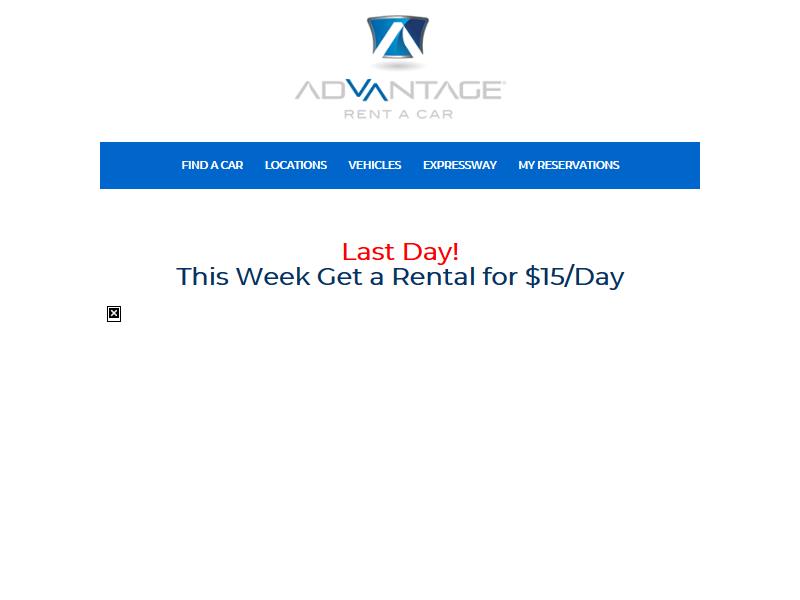 ADVANTAGE
RENT A CAR
FIND A CAR LOCATIONS VEHICLES EXPRESSWAY MY RESERVATIONS
Last Day!
This Week Get a Rental for $15/Day